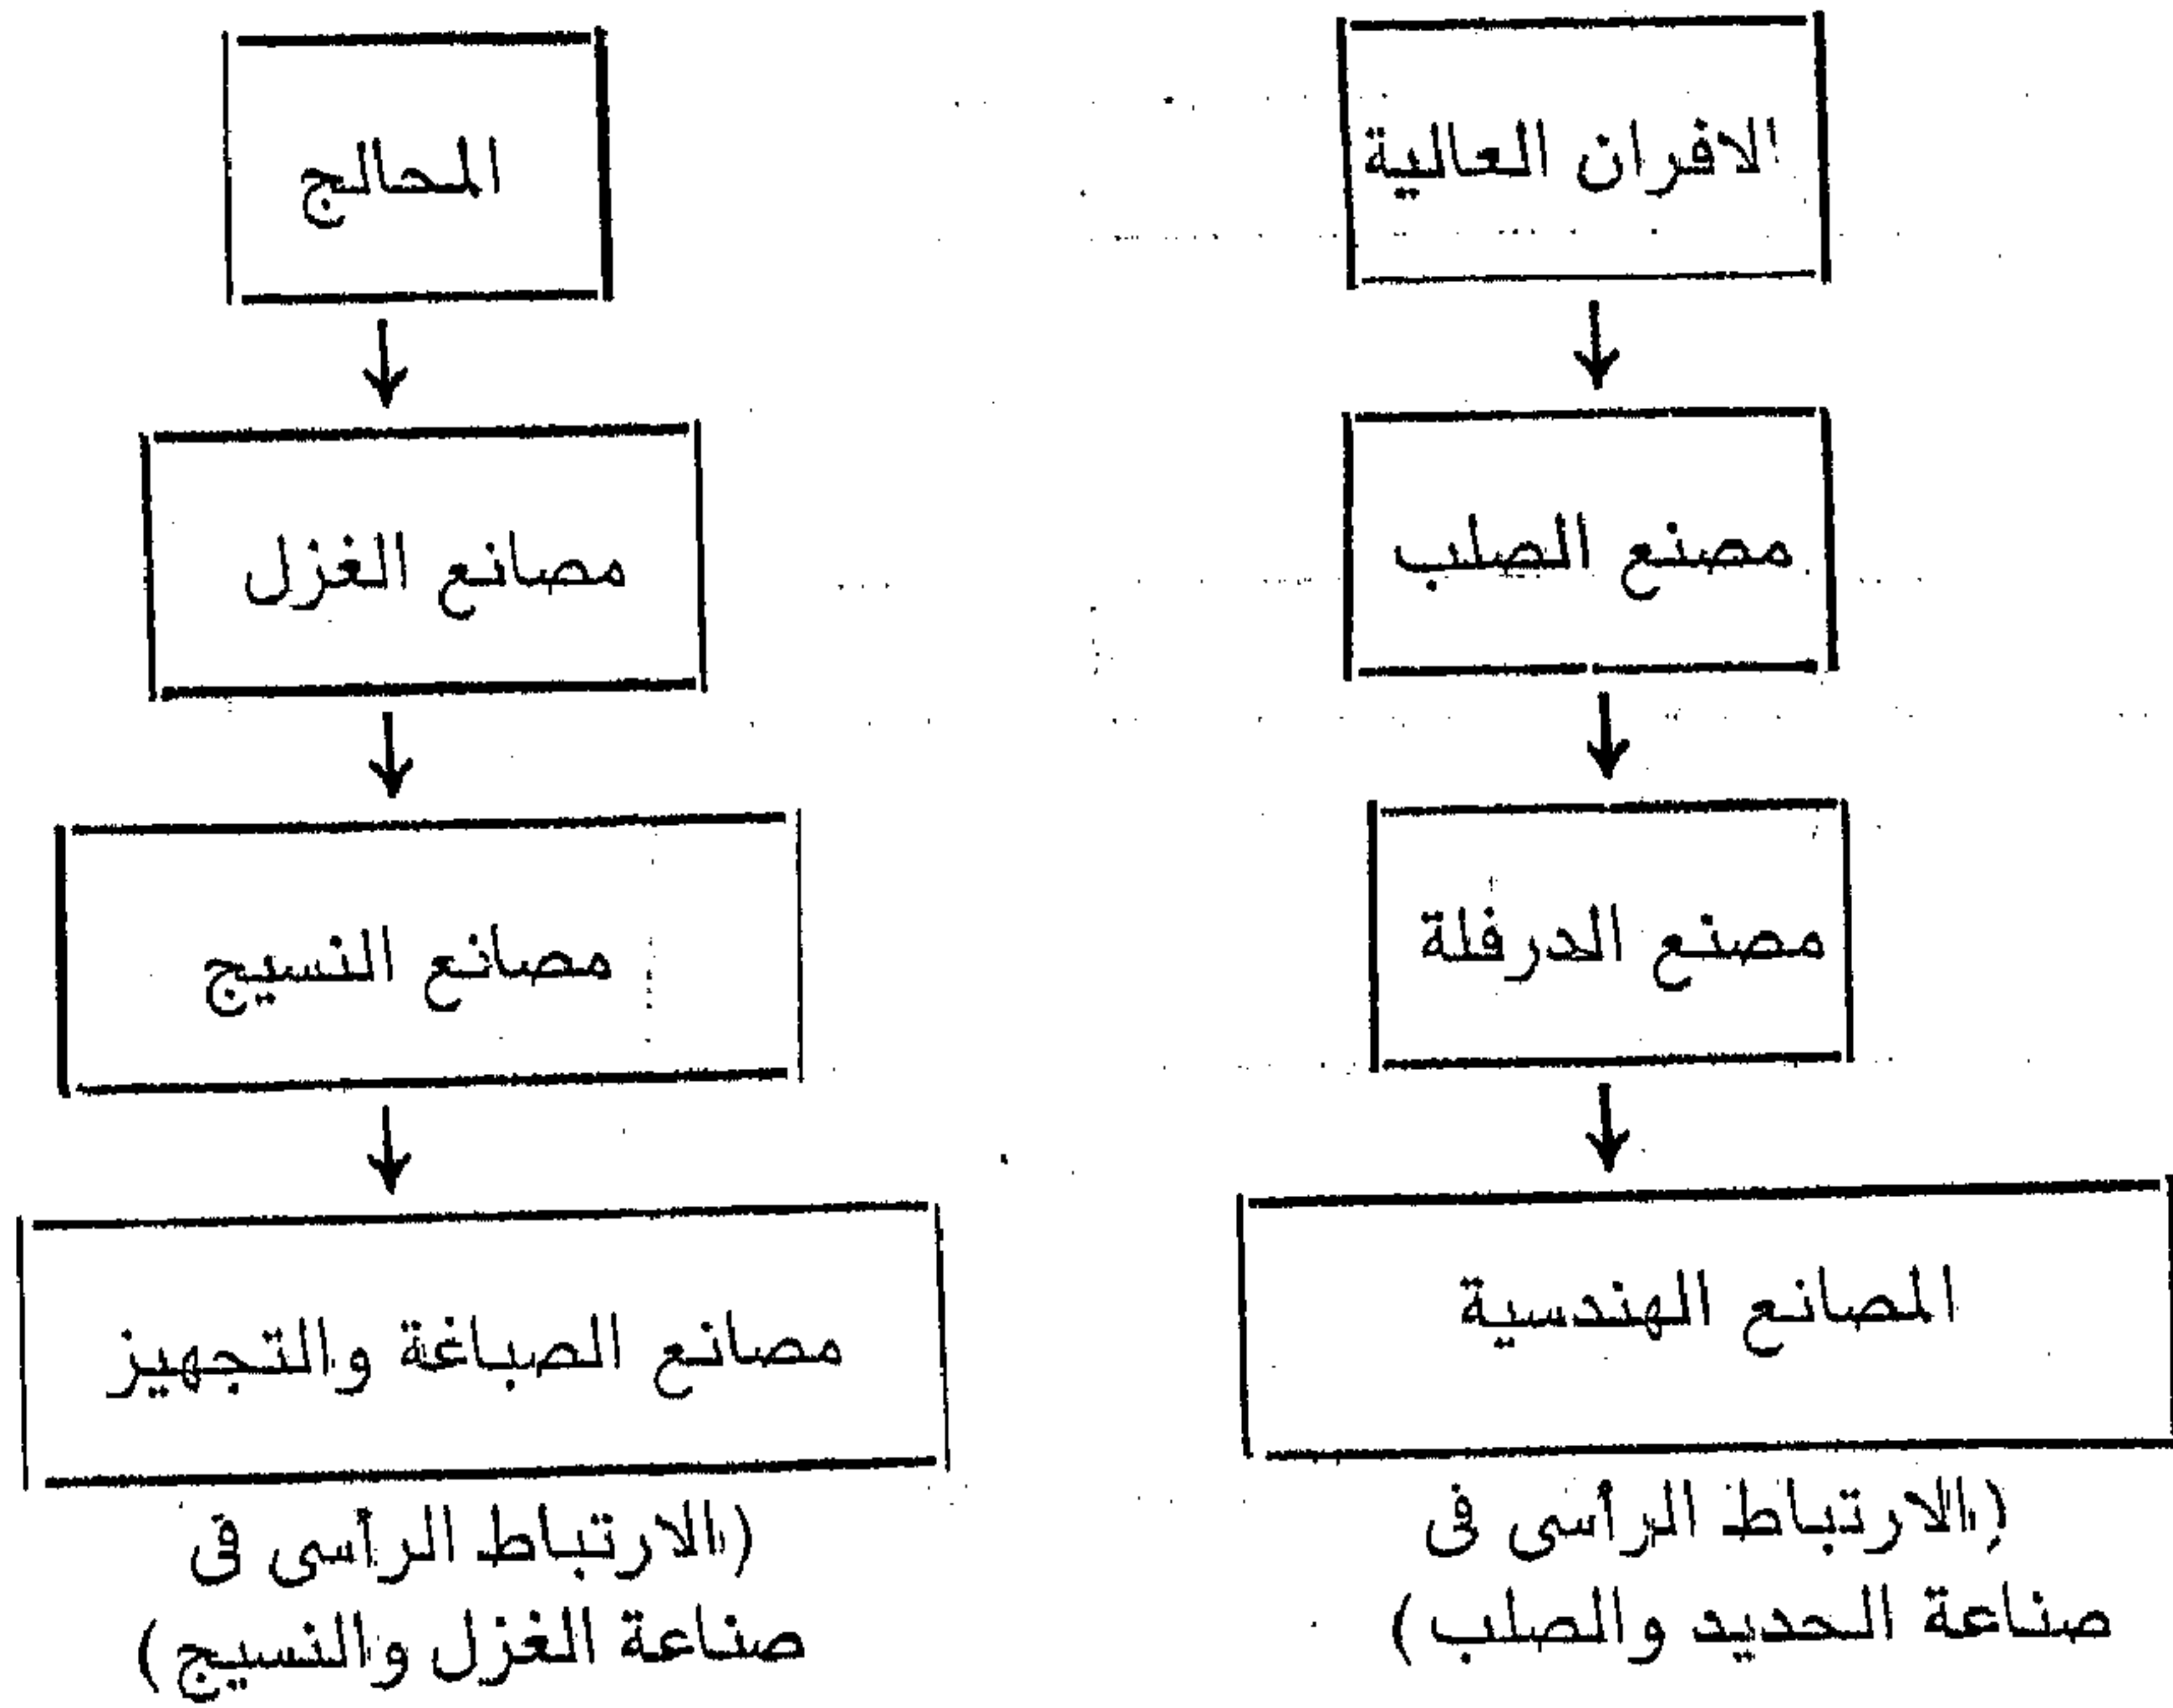 الافران العالية
مصنع الصلب
مصنع الدرفلة
المصانع الهندسية
(الارتباط الرأسى فى
صناعة الحديد والصلب)
المحالج
مصانع الغزل
مصانع النسيج
مصانع الصباغة والتجهيز
(الارتباط الرأسى فى
صناعة الغزل والنسيج)